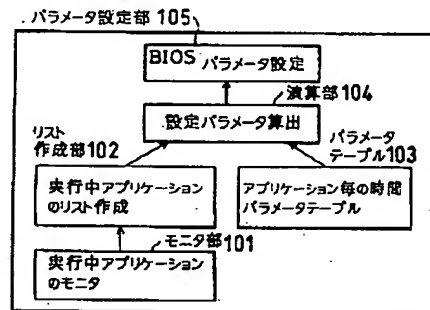 パラメータ設定部 105
BIOS パラメータ設定
演算部 104
設定パラメータ算出
リスト
作成部 102
パラメータ
テーブル 103
実行中アプリケーション
のリスト作成
アプリケーション毎の時間
パラメータテーブル
モニタ部 101
実行中アプリケーション
のモニタ